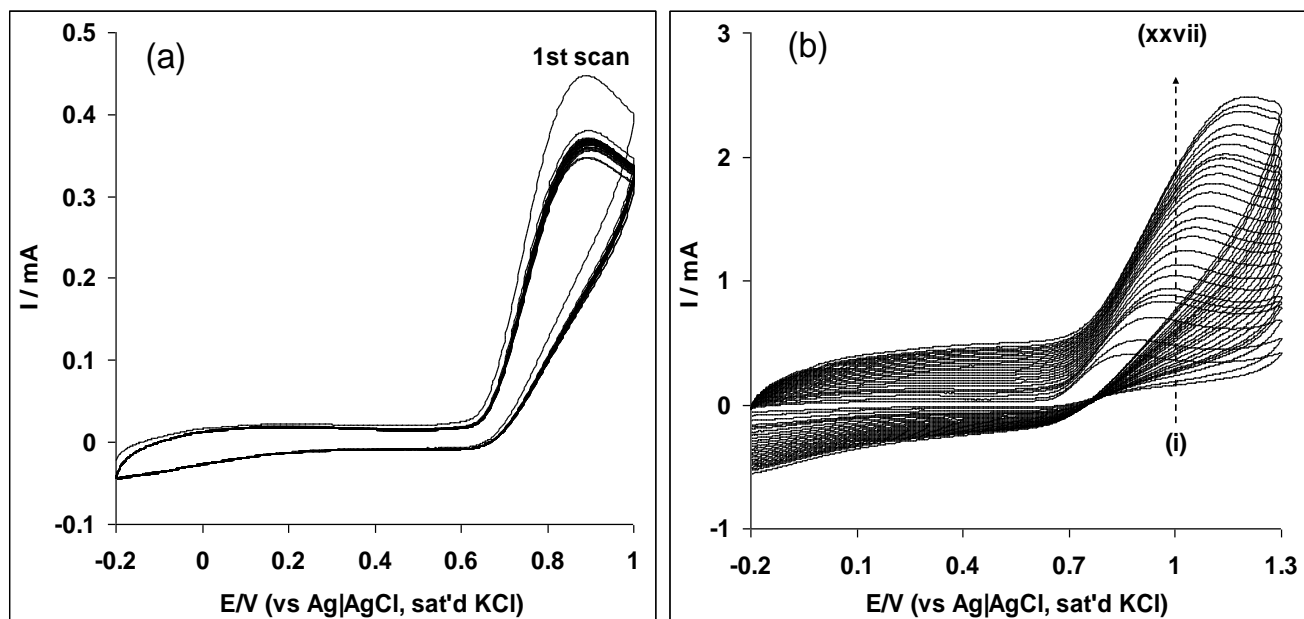 (a)
1st scan
0.5
0.4
0.3
0.2
0.1
0
-0.1
I / mA
-0.2 0 0.2 0.4 0.6 0.8 1
E/V (vs Ag|AgCl, sat'd KCl)
(b)
(xxvii)
3
2
1
0
-1
I / mA
(i)
-0.2 0.1 0.4 0.7 1 1.3
E/V (vs Ag|AgCl, sat'd KCl)